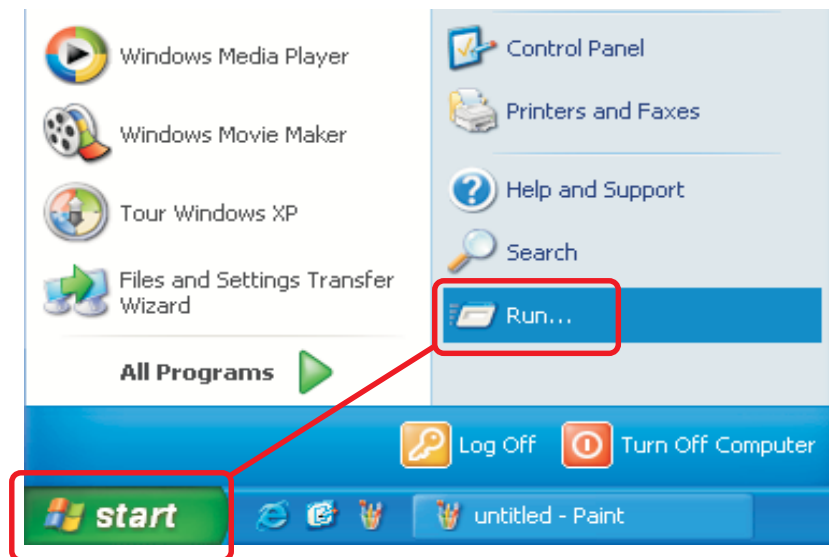 Windows Media Player
Windows Movie Maker
Tour Windows XP
Files and Settings Transfer
Wizard
All Programs
Control Panel
Printers and Faxes
Help and Support
Search
Run...
Log Off
Turn Off Computer
start
untitled - Paint